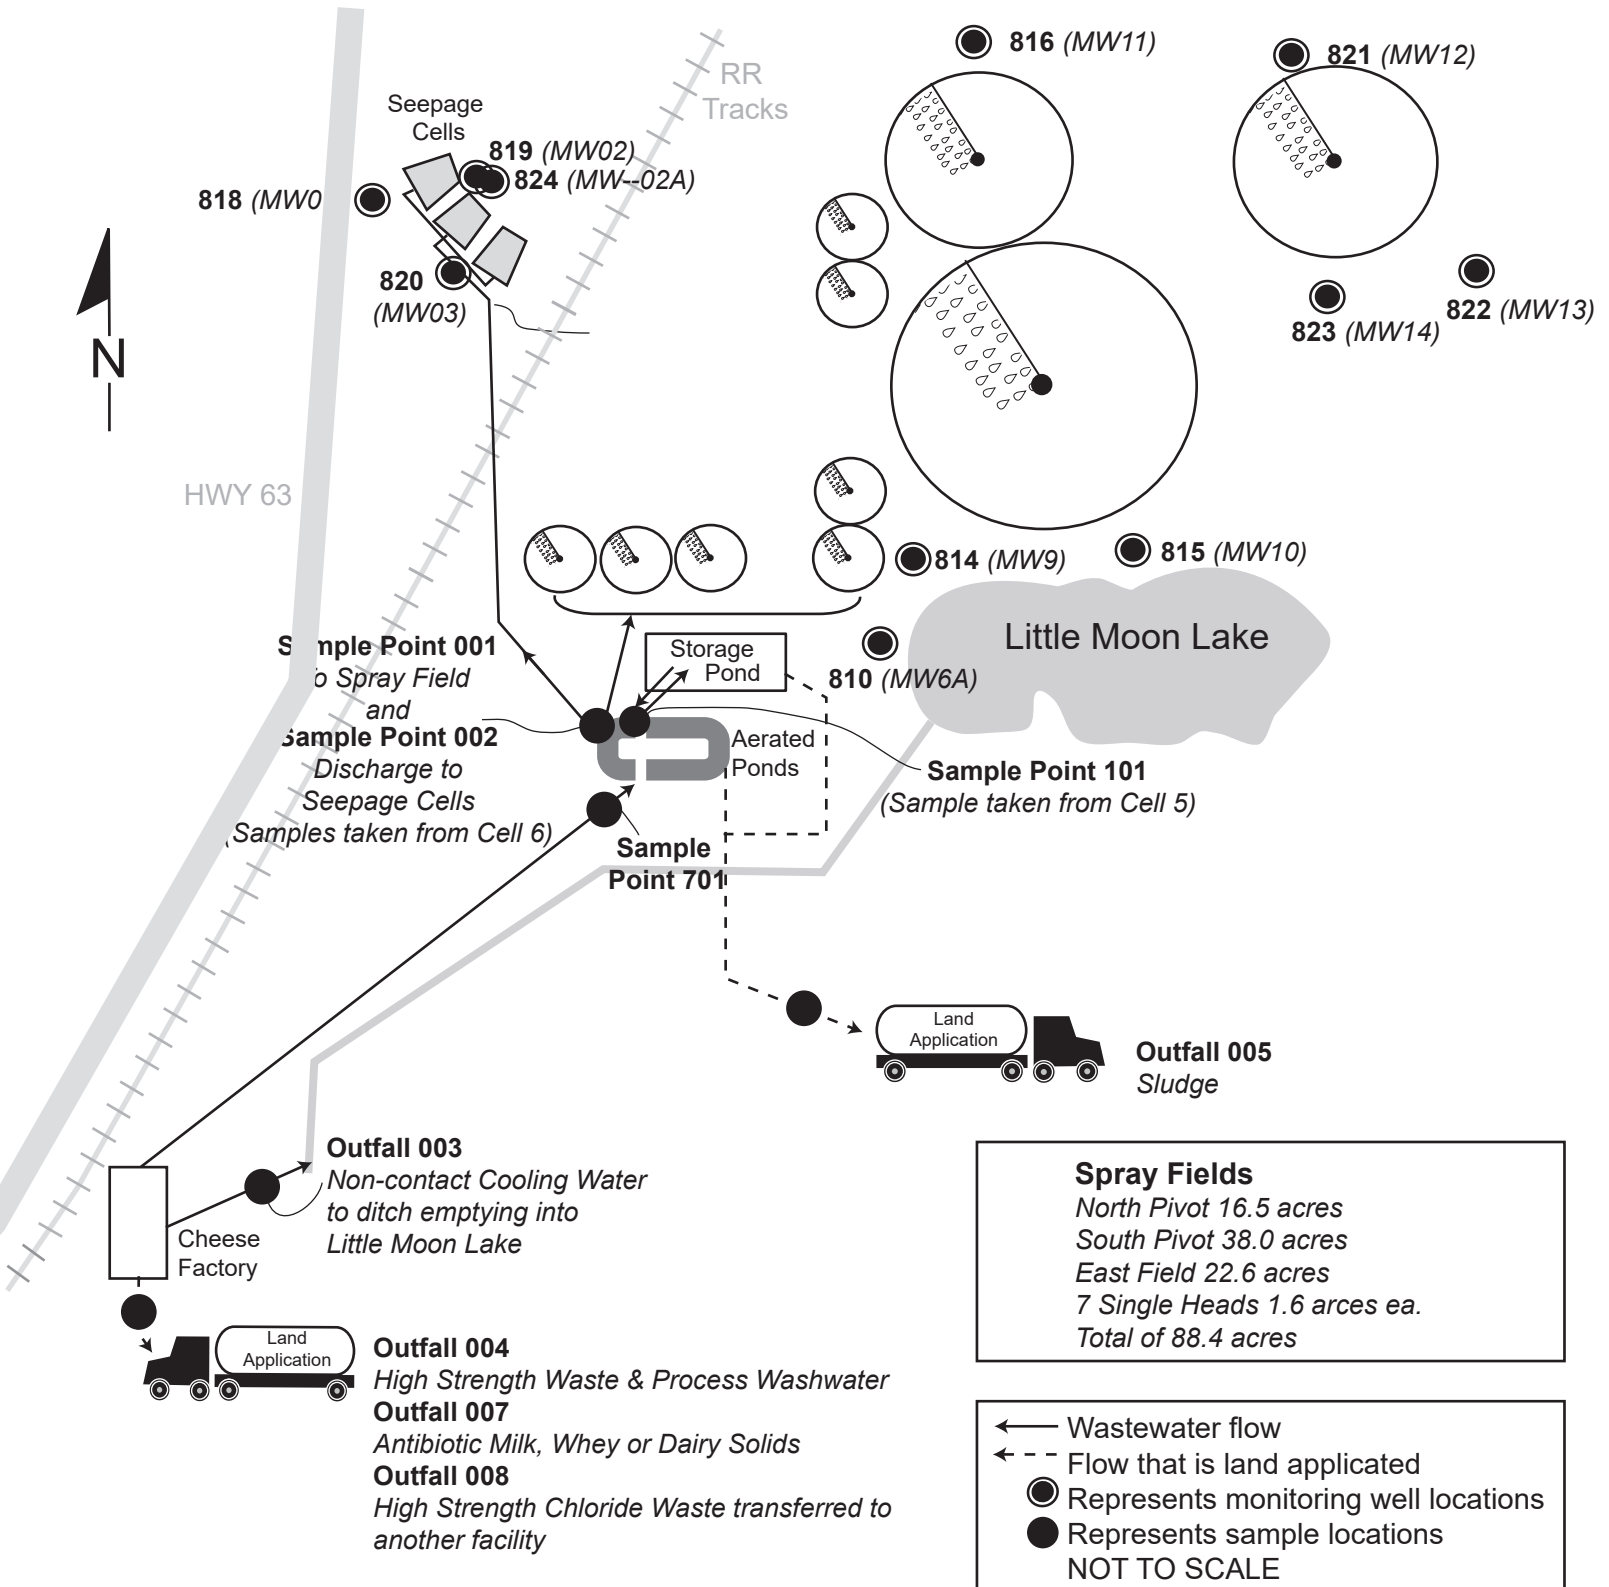 816 (MW11)
821 (MW12)
RR
Tracks
Seepage
Cells
819 (MW02)
824 (MW--02A)
818 (MW0
820
(MW03)
N
823 (MW14)
822 (MW13)
HWY 63
814 (MW9)
815 (MW10)
Little Moon Lake
810 (MW6A)
Storage
Pond
Sample Point 001
To Spray Field
and
Sample Point 002
Discharge to
Seepage Cells
(Samples taken from Cell 6)
Aerated
Ponds
Sample Point 101
(Sample taken from Cell 5)
Sample
Point 701
Land
Application
Outfall 005
Sludge
Outfall 003
Non-contact Cooling Water
to ditch emptying into
Little Moon Lake
Cheese
Factory
Land
Application
Outfall 004
High Strength Waste & Process Washwater
Outfall 007
Antibiotic Milk, Whey or Dairy Solids
Outfall 008
High Strength Chloride Waste transferred to
another facility
Spray Fields
North Pivot 16.5 acres
South Pivot 38.0 acres
East Field 22.6 acres
7 Single Heads 1.6 arces ea.
Total of 88.4 acres
Wastewater flow
Flow that is land applicated
Represents monitoring well locations
Represents sample locations
NOT TO SCALE